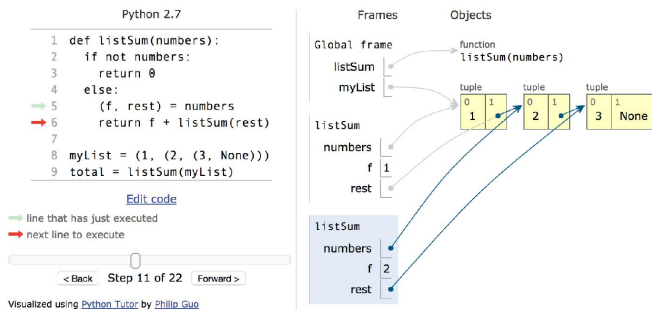 Python 2.7
1 def listSum(numbers):
2   if not numbers:
3     return 0
4   else:
5     (f, rest) = numbers
6     return f + listSum(rest)
7
8 myList = (1, (2, (3, None)))
9 total = listSum(myList)
Edit code
line that has just executed
next line to execute
< Back Step 11 of 22 Forward >
Visualized using Python Tutor by Philip Guo
Frames Objects
Global frame
listSum
myList
function
listSum(numbers)
tuple
0 1
1
tuple
0 1
2
tuple
0 1
3 None
listSum
numbers
f 1
rest
listSum
numbers
f 2
rest